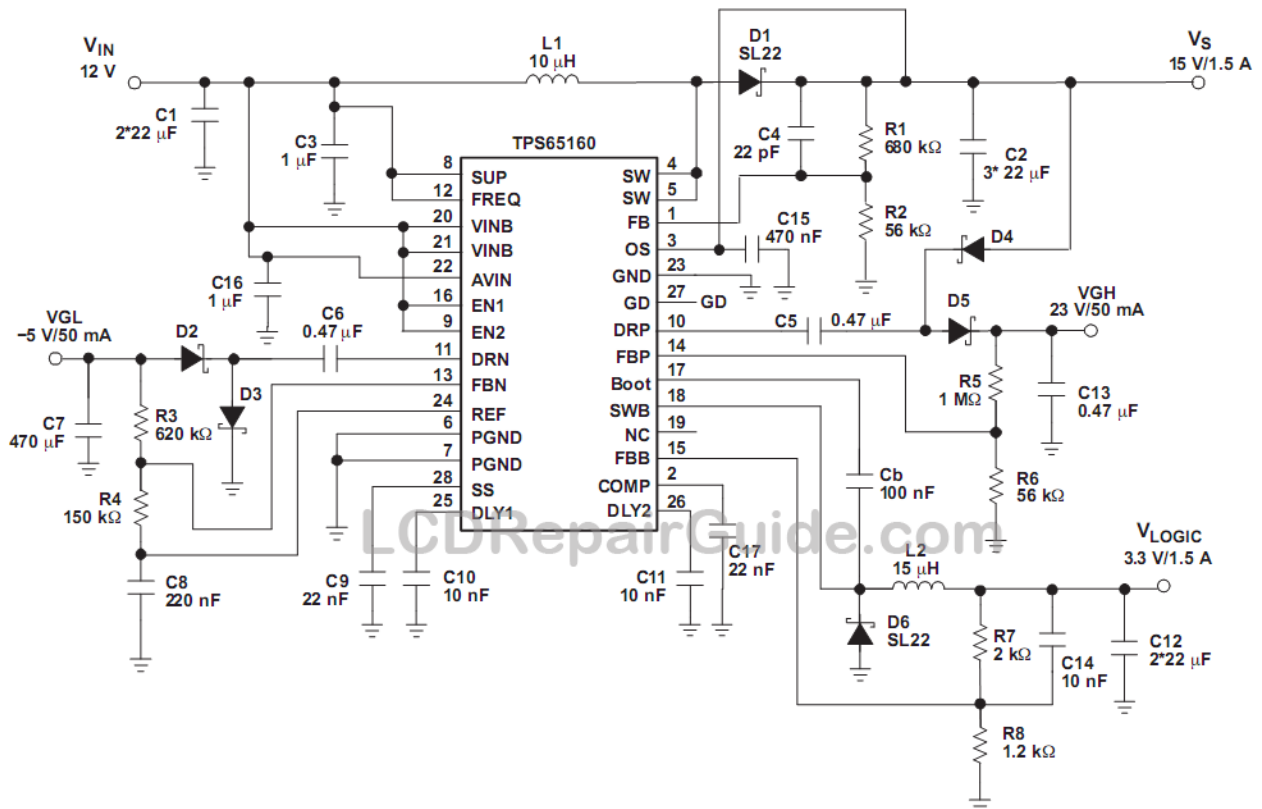 VIN
12 V
L1
10 µH
D1
SL22
VS
15 V/1.5 A
C1
2*22 µF
C3
1 µF
C4
22 pF
R1
680 kΩ
C2
3* 22 µF
TPS65160
8 SUP
12 FREQ
20 VINB
21 VINB
22 AVIN
16 EN1
9 EN2
11 DRN
13 FBN
24 REF
6 PGND
7 PGND
28 SS
25 DLY1
SW 4
SW 5
FB 1
OS 3
GND 23
GD 27 GD
DRP 10
FBP 14
Boot 17
SWB 18
NC 19
FBB 15
COMP 2
DLY2 26
R2
56 kΩ
C15
470 nF
D4
C16
1 µF
VGL
−5 V/50 mA
D2
C6
0.47 µF
C5 0.47 µF
D5
VGH
23 V/50 mA
D3
R3
620 kΩ
C7
470 µF
R5
1 MΩ
C13
0.47 µF
R4
150 kΩ
Cb
100 nF
R6
56 kΩ
LCDRepairGuide.com
C8
220 nF
C9
22 nF
C10
10 nF
C11
10 nF
C17
22 nF
L2
15 µH
VLOGIC
3.3 V/1.5 A
D6
SL22
R7
2 kΩ
C14
10 nF
C12
2*22 µF
R8
1.2 kΩ